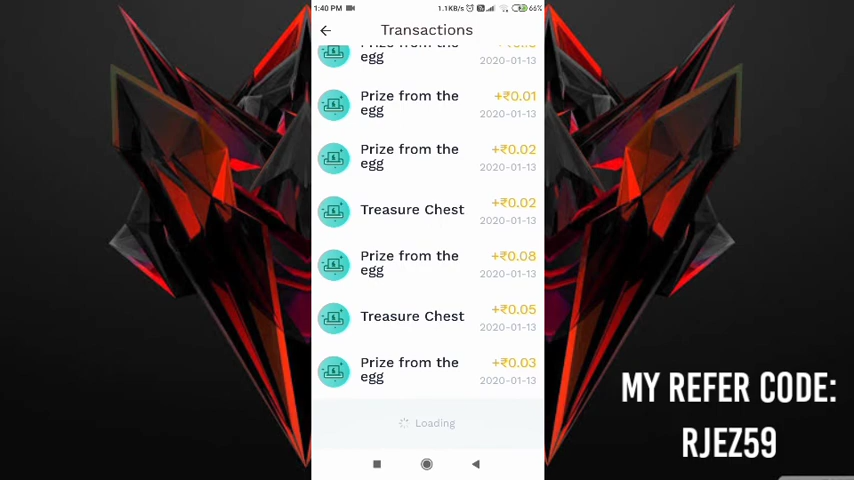 1:40 PM
1.1KB/s
66%
Transactions
Prize from the
egg
2020-01-13
Prize from the
egg
+₹0.01
2020-01-13
Prize from the
egg
+₹0.02
2020-01-13
Treasure Chest
+₹0.02
2020-01-13
Prize from the
egg
+₹0.08
2020-01-13
Treasure Chest
+₹0.05
2020-01-13
Prize from the
egg
+₹0.03
2020-01-13
Loading
MY REFER CODE:
RJEZ59